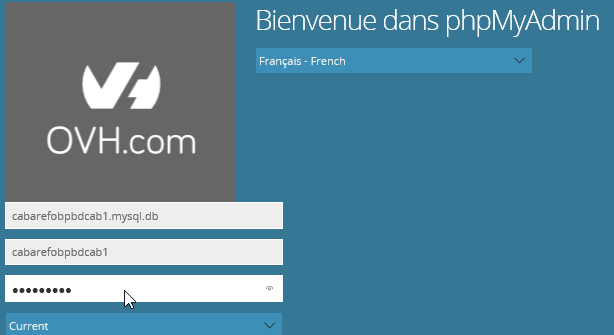 Bienvenue dans phpMyAdmin
Français - French
OVH.com
cabarefobpbdcab1.mysql.db
cabarefobpbdcab1
●●●●●●●●●
Current